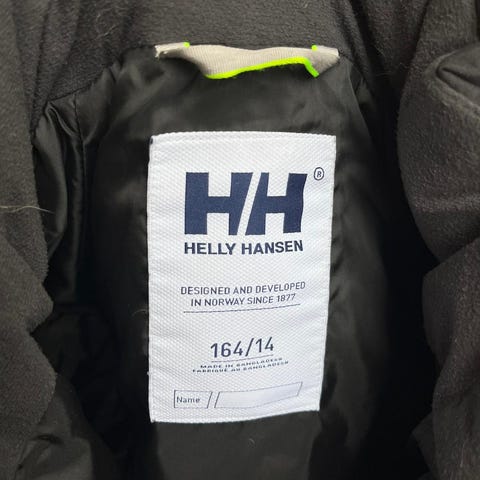 HH®
HELLY HANSEN
DESIGNED AND DEVELOPED
IN NORWAY SINCE 1877
164/14
MADE IN BANGLADESH
FABRIQUÉ AU BANGLADESH
Name